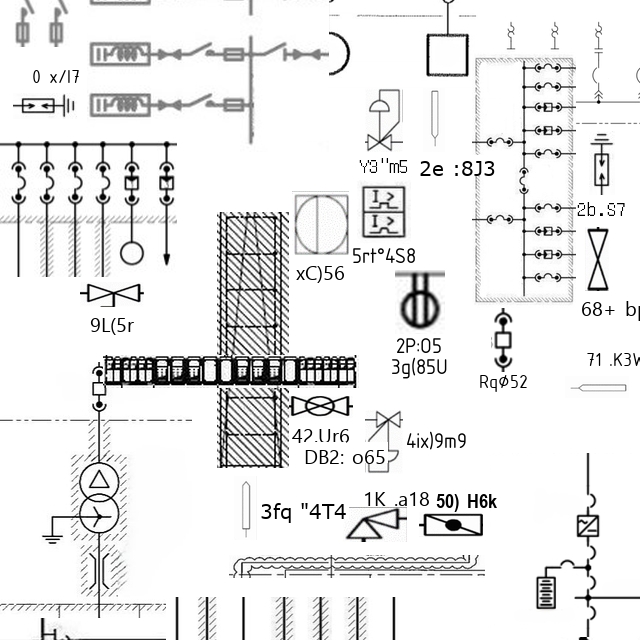 0 x/I7
Y3"m5
2e :8J3
2b.S7
xC)56
5rt°4S8
68+ bp
9L(5r
2P:05
3g(85U
71 .K3W
Rqø52
42.Ur6
4ix)9m9
DB2: o65
1K .a18
50) H6k
3fq "4T4